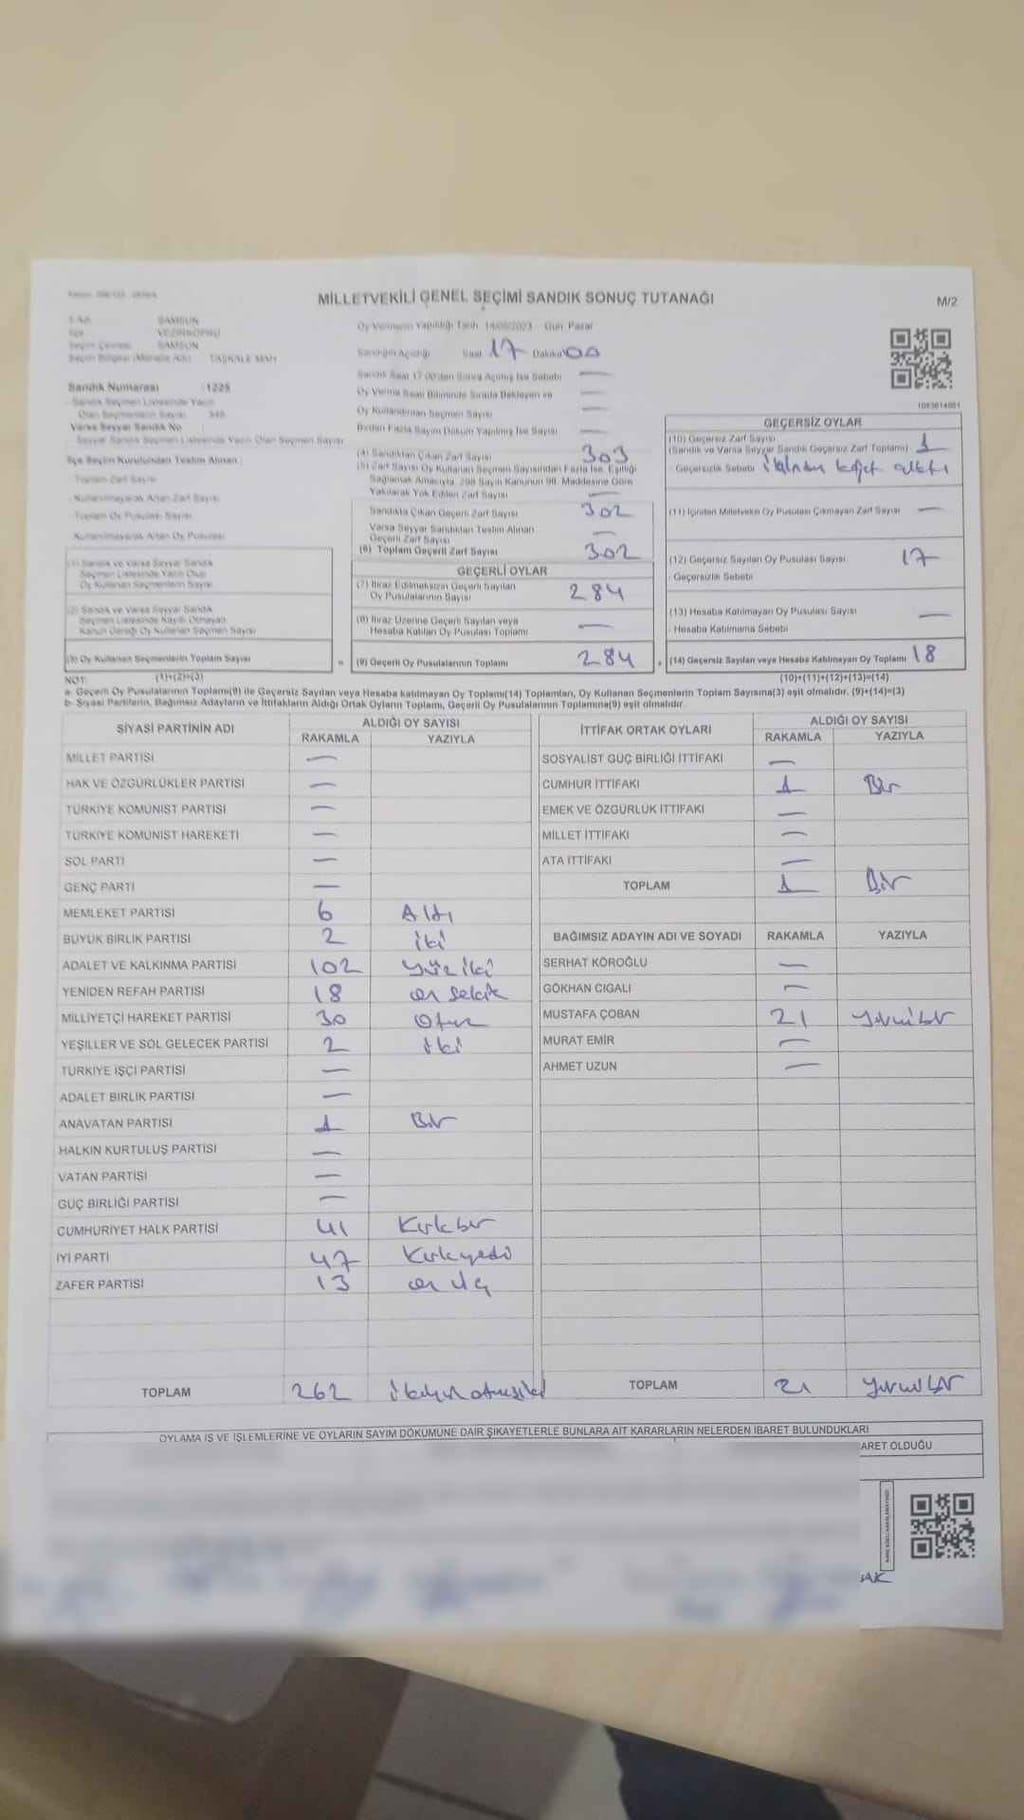 MİLLETVEKİLİ GENEL SEÇİMİ SANDIK SONUÇ TUTANAĞI
M/2
İli SAMSUN
İlçe VEZİRKÖPRÜ
Seçim Çevresi SAMSUN
Oy Vermenin Yapıldığı Tarih 14/05/2023 Gün Pazar
Sandığın Açıldığı Saat 17 Dakika 00
Sandık Saat 17:00'den Sonra Açılmış İse Sebebi —
Oy Verme Saati Bitiminde Sırada Bekleyen ve —
Oy Kullandırılan Seçmen Sayısı —
Birden Fazla Sayım Döküm Yapılmış İse Sayısı —
Sandık Numarası : 1225
Sandık Seçmen Listesinde Yazılı
Olan Seçmenlerin Sayısı
Varsa Seyyar Sandık No
Seyyar Sandık Seçmen Listesinde Yazılı Olan Seçmen Sayısı
İlçe Seçim Kurulundan Teslim Alınan
Toplam Zarf Sayısı
Kullanılmayarak Artan Zarf Sayısı
Toplam Oy Pusulası Sayısı
Kullanılmayarak Artan Oy Pusulası
(1) Sandık ve Varsa Seyyar Sandık
Seçmen Listesinde Yazılı Olup
Oy Kullanan Seçmenlerin Sayısı
(2) Sandık ve Varsa Seyyar Sandık
Seçmen Listesinde Kayıtlı Olmayan
Kanun Gereği Oy Kullanan Seçmen Sayısı
(3) Oy Kullanan Seçmenlerin Toplam Sayısı
(1)+(2)=(3)
(4) Sandıktan Çıkan Zarf Sayısı 303
(5) Zarf Sayısı Oy Kullanan Seçmen Sayısından Fazla İse, Eşitliği
Sağlamak Amacıyla, 298 Sayılı Kanunun 98. Maddesine Göre
Yakılarak Yok Edilen Zarf Sayısı —
Sandıkta Çıkan Geçerli Zarf Sayısı 302
Varsa Seyyar Sandıktan Teslim Alınan
Geçerli Zarf Sayısı —
(6) Toplam Geçerli Zarf Sayısı 302
GEÇERLİ OYLAR
(7) İtiraz Edilmeksizin Geçerli Sayılan
Oy Pusulalarının Sayısı 284
(8) İtiraz Üzerine Geçerli Sayılan veya
Hesaba Katılan Oy Pusulası Toplamı —
= (9) Geçerli Oy Pusulalarının Toplamı 284
GEÇERSİZ OYLAR
(10) Geçersiz Zarf Sayısı
(Sandık ve Varsa Seyyar Sandık Geçersiz Zarf Toplamı) 1
Geçersizlik Sebebi
(11) İçinden Milletvekili Oy Pusulası Çıkmayan Zarf Sayısı —
(12) Geçersiz Sayılan Oy Pusulası Sayısı 17
Geçersizlik Sebebi
(13) Hesaba Katılmayan Oy Pusulası Sayısı —
Hesaba Katılmama Sebebi
+ (14) Geçersiz Sayılan veya Hesaba Katılmayan Oy Toplamı 18
(10)+(11)+(12)+(13)=(14)
NOT:
a- Geçerli Oy Pusulalarının Toplamı(9) ile Geçersiz Sayılan veya Hesaba katılmayan Oy Toplamı(14) Toplamları, Oy Kullanan Seçmenlerin Toplam Sayısına(3) eşit olmalıdır. (9)+(14)=(3)
b- Siyasi Partilerin, Bağımsız Adayların ve İttifakların Aldığı Ortak Oyların Toplamı, Geçerli Oy Pusulalarının Toplamına(9) eşit olmalıdır.
SİYASİ PARTİNİN ADI ALDIĞI OY SAYISI
RAKAMLA YAZIYLA
MİLLET PARTİSİ —
HAK VE ÖZGÜRLÜKLER PARTİSİ —
TÜRKİYE KOMÜNİST PARTİSİ —
TÜRKİYE KOMÜNİST HAREKETİ —
SOL PARTİ —
GENÇ PARTİ —
MEMLEKET PARTİSİ 6 Altı
BÜYÜK BİRLİK PARTİSİ 2 iki
ADALET VE KALKINMA PARTİSİ 102 yüz iki
YENİDEN REFAH PARTİSİ 18 on sekiz
MİLLİYETÇİ HAREKET PARTİSİ 30 Otuz
YEŞİLLER VE SOL GELECEK PARTİSİ 2 iki
TÜRKİYE İŞÇİ PARTİSİ —
ADALET BİRLİK PARTİSİ —
ANAVATAN PARTİSİ 1 Bir
HALKIN KURTULUŞ PARTİSİ —
VATAN PARTİSİ —
GÜÇ BİRLİĞİ PARTİSİ —
CUMHURİYET HALK PARTİSİ 41 Kırkbir
İYİ PARTİ 47 Kırkyedi
ZAFER PARTİSİ 13 on üç
TOPLAM 262 ikiyüz altmışiki
İTTİFAK ORTAK OYLARI ALDIĞI OY SAYISI
RAKAMLA YAZIYLA
SOSYALİST GÜÇ BİRLİĞİ İTTİFAKI —
CUMHUR İTTİFAKI 1 Bir
EMEK VE ÖZGÜRLÜK İTTİFAKI —
MİLLET İTTİFAKI —
ATA İTTİFAKI —
TOPLAM 1 Bir
BAĞIMSIZ ADAYIN ADI VE SOYADI RAKAMLA YAZIYLA
SERHAT KÖROĞLU —
GÖKHAN CIGALI —
MUSTAFA ÇOBAN 21 yirmibir
MURAT EMİR —
AHMET UZUN —
TOPLAM 21 yirmibir
OYLAMA İŞ VE İŞLEMLERİNE VE OYLARIN SAYIM DÖKÜMÜNE DAİR ŞİKAYETLERLE BUNLARA AİT KARARLARIN NELERDEN İBARET BULUNDUKLARI
ARET OLDUĞU